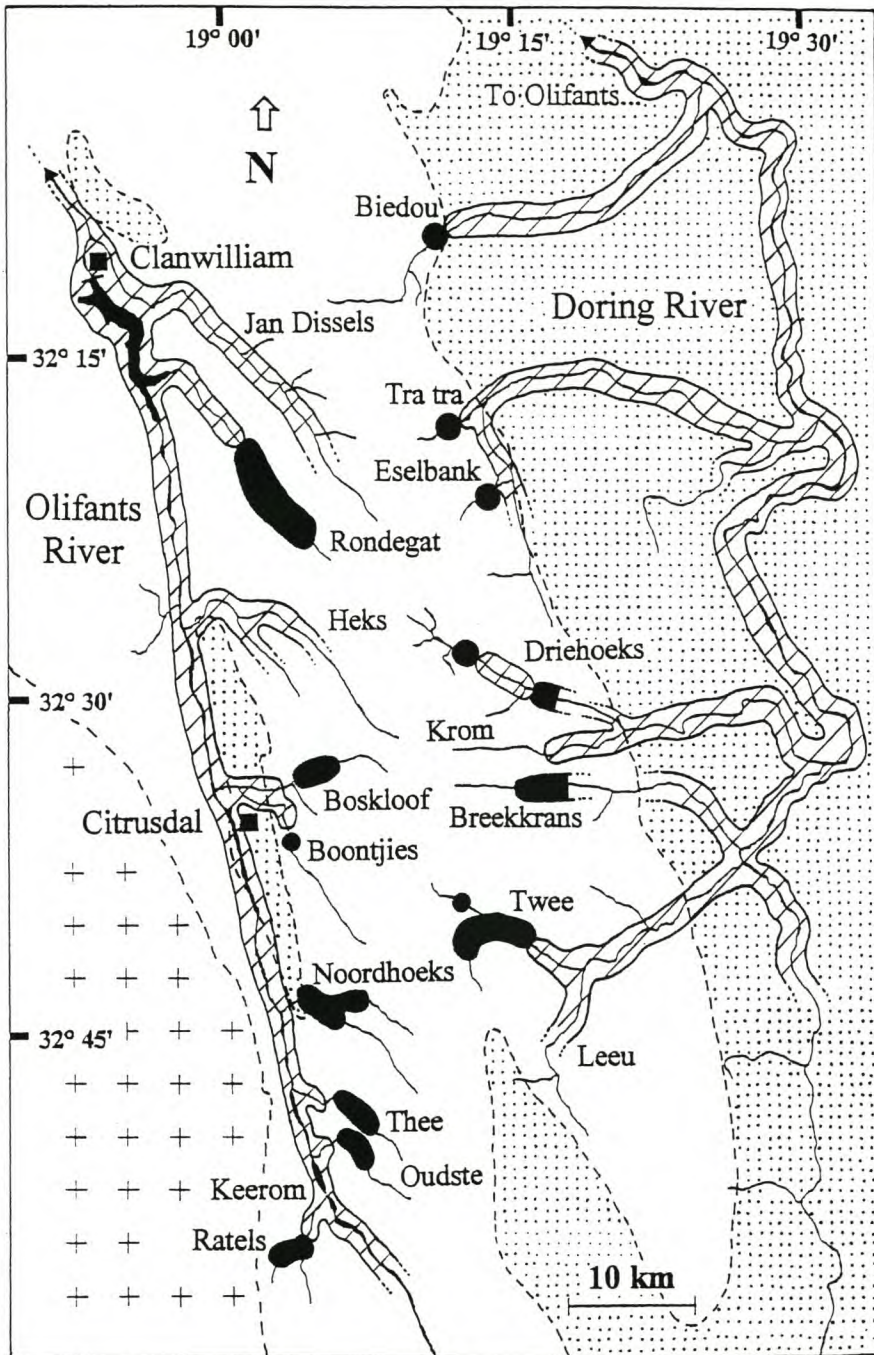 19° 00'
19° 15'
19° 30'
To Olifants...
N
Biedou
Clanwilliam
Doring River
Jan Dissels
32° 15'
Tra tra
Eselbank
Olifants
River
Rondegat
Heks
Driehoeks
32° 30'
Krom
Boskloof
Citrusdal
Breekkrans
Boontjies
Twee
Noordhoeks
32° 45'
Leeu
Thee
Oudste
Keerom
Ratels
10 km